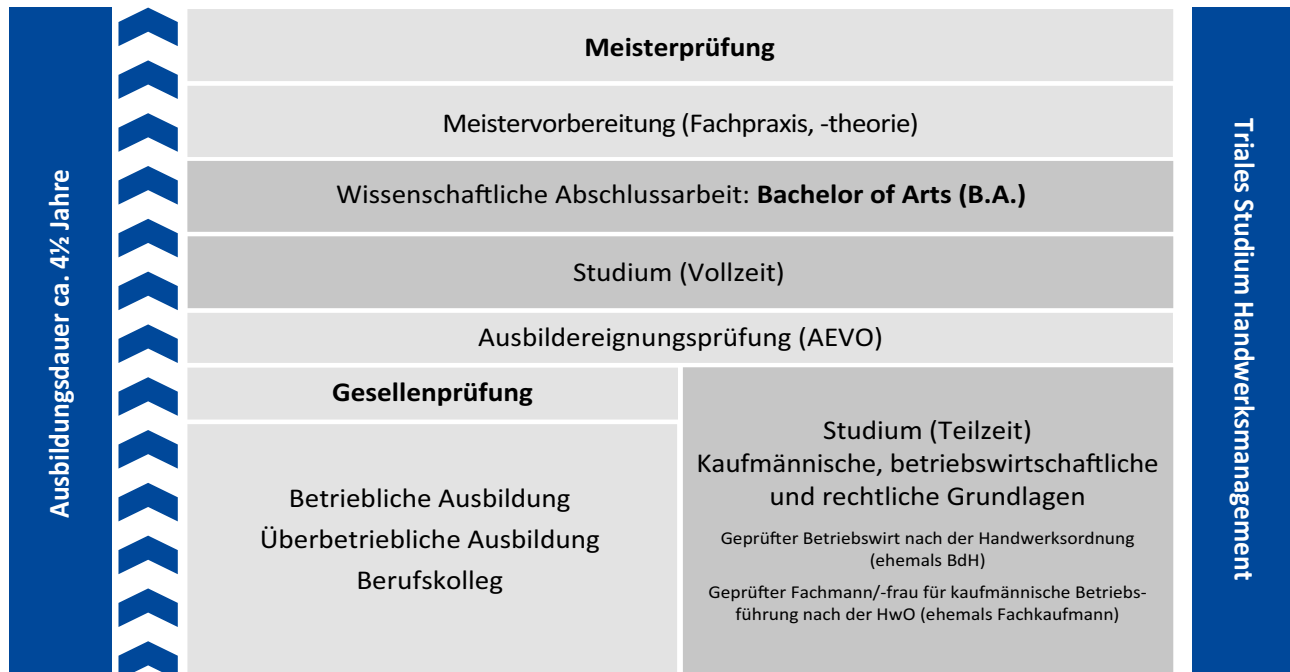 Ausbildungsdauer ca. 4½ Jahre
Meisterprüfung
Meistervorbereitung (Fachpraxis, -theorie)
Wissenschaftliche Abschlussarbeit: Bachelor of Arts (B.A.)
Studium (Vollzeit)
Ausbildereignungsprüfung (AEVO)
Gesellenprüfung
Betriebliche Ausbildung
Überbetriebliche Ausbildung
Berufskolleg
Studium (Teilzeit)
Kaufmännische, betriebswirtschaftliche
und rechtliche Grundlagen
Geprüfter Betriebswirt nach der Handwerksordnung
(ehemals BdH)
Geprüfter Fachmann/-frau für kaufmännische Betriebs-
führung nach der HwO (ehemals Fachkaufmann)
Triales Studium Handwerksmanagement